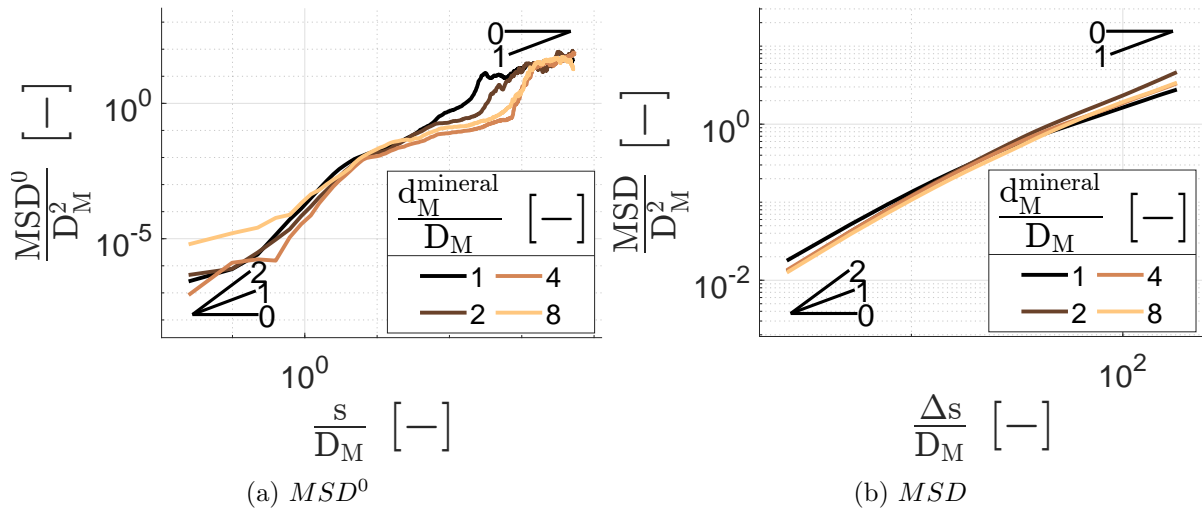 MSD^0 / D_M^2 [—]
10^0
10^-5
0
1
2
1
0
d_M^mineral / D_M [—]
1 4
2 8
10^0
s / D_M [—]
(a) MSD^0
MSD / D_M^2 [—]
10^0
10^-2
0
1
2
1
0
d_M^mineral / D_M [—]
1 4
2 8
10^2
Δs / D_M [—]
(b) MSD